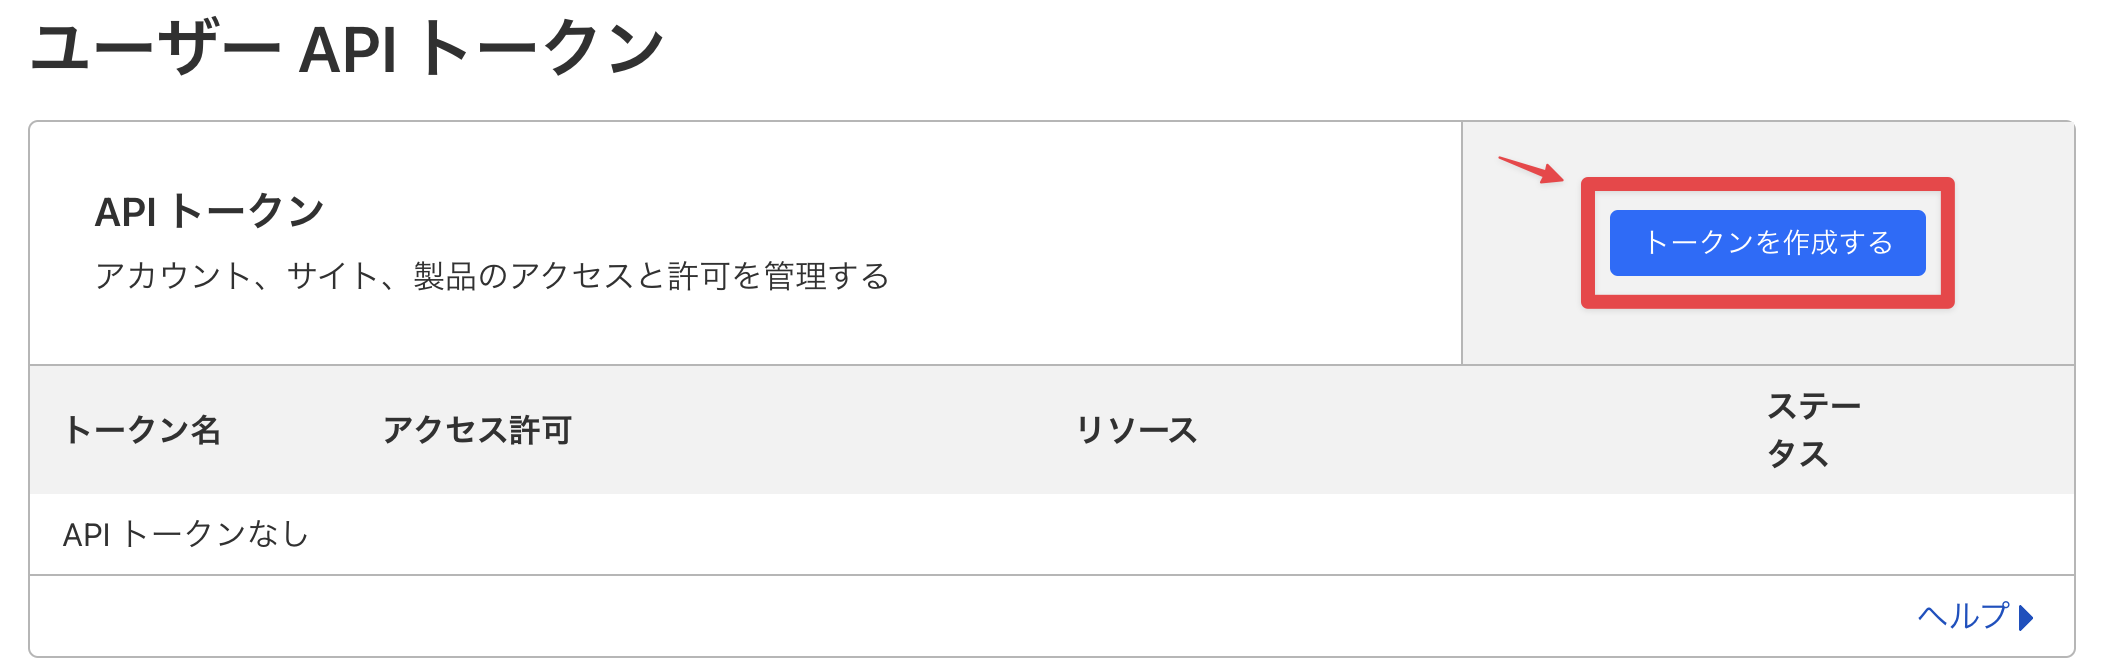 ユーザー API トークン
API トークン
アカウント、サイト、製品のアクセスと許可を管理する
トークンを作成する
トークン名
アクセス許可
リソース
ステー
タス
API トークンなし
ヘルプ